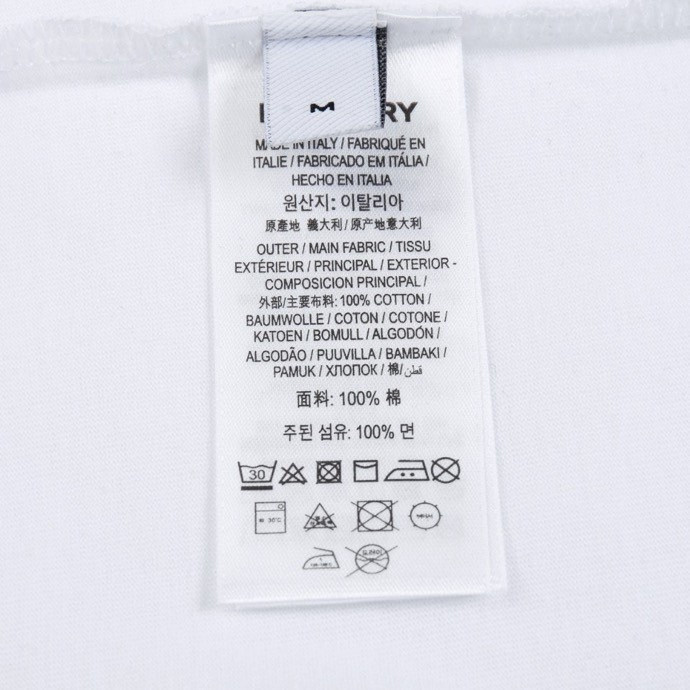 M
RY
MADE IN ITALY / FABRIQUÉ EN
ITALIE / FABRICADO EM ITÁLIA /
HECHO EN ITALIA
원산지: 이탈리아
原產地 義大利 / 原产地意大利
OUTER / MAIN FABRIC / TISSU
EXTÉRIEUR / PRINCIPAL / EXTERIOR -
COMPOSICION PRINCIPAL /
外部/主要布料: 100% COTTON /
BAUMWOLLE / COTON / COTONE /
KATOEN / BOMULL / ALGODÓN /
ALGODÃO / PUUVILLA / BAMBAKI /
PAMUK / ХЛОПОК / 棉/ قطن/
面料: 100% 棉
주된 섬유: 100% 면
30